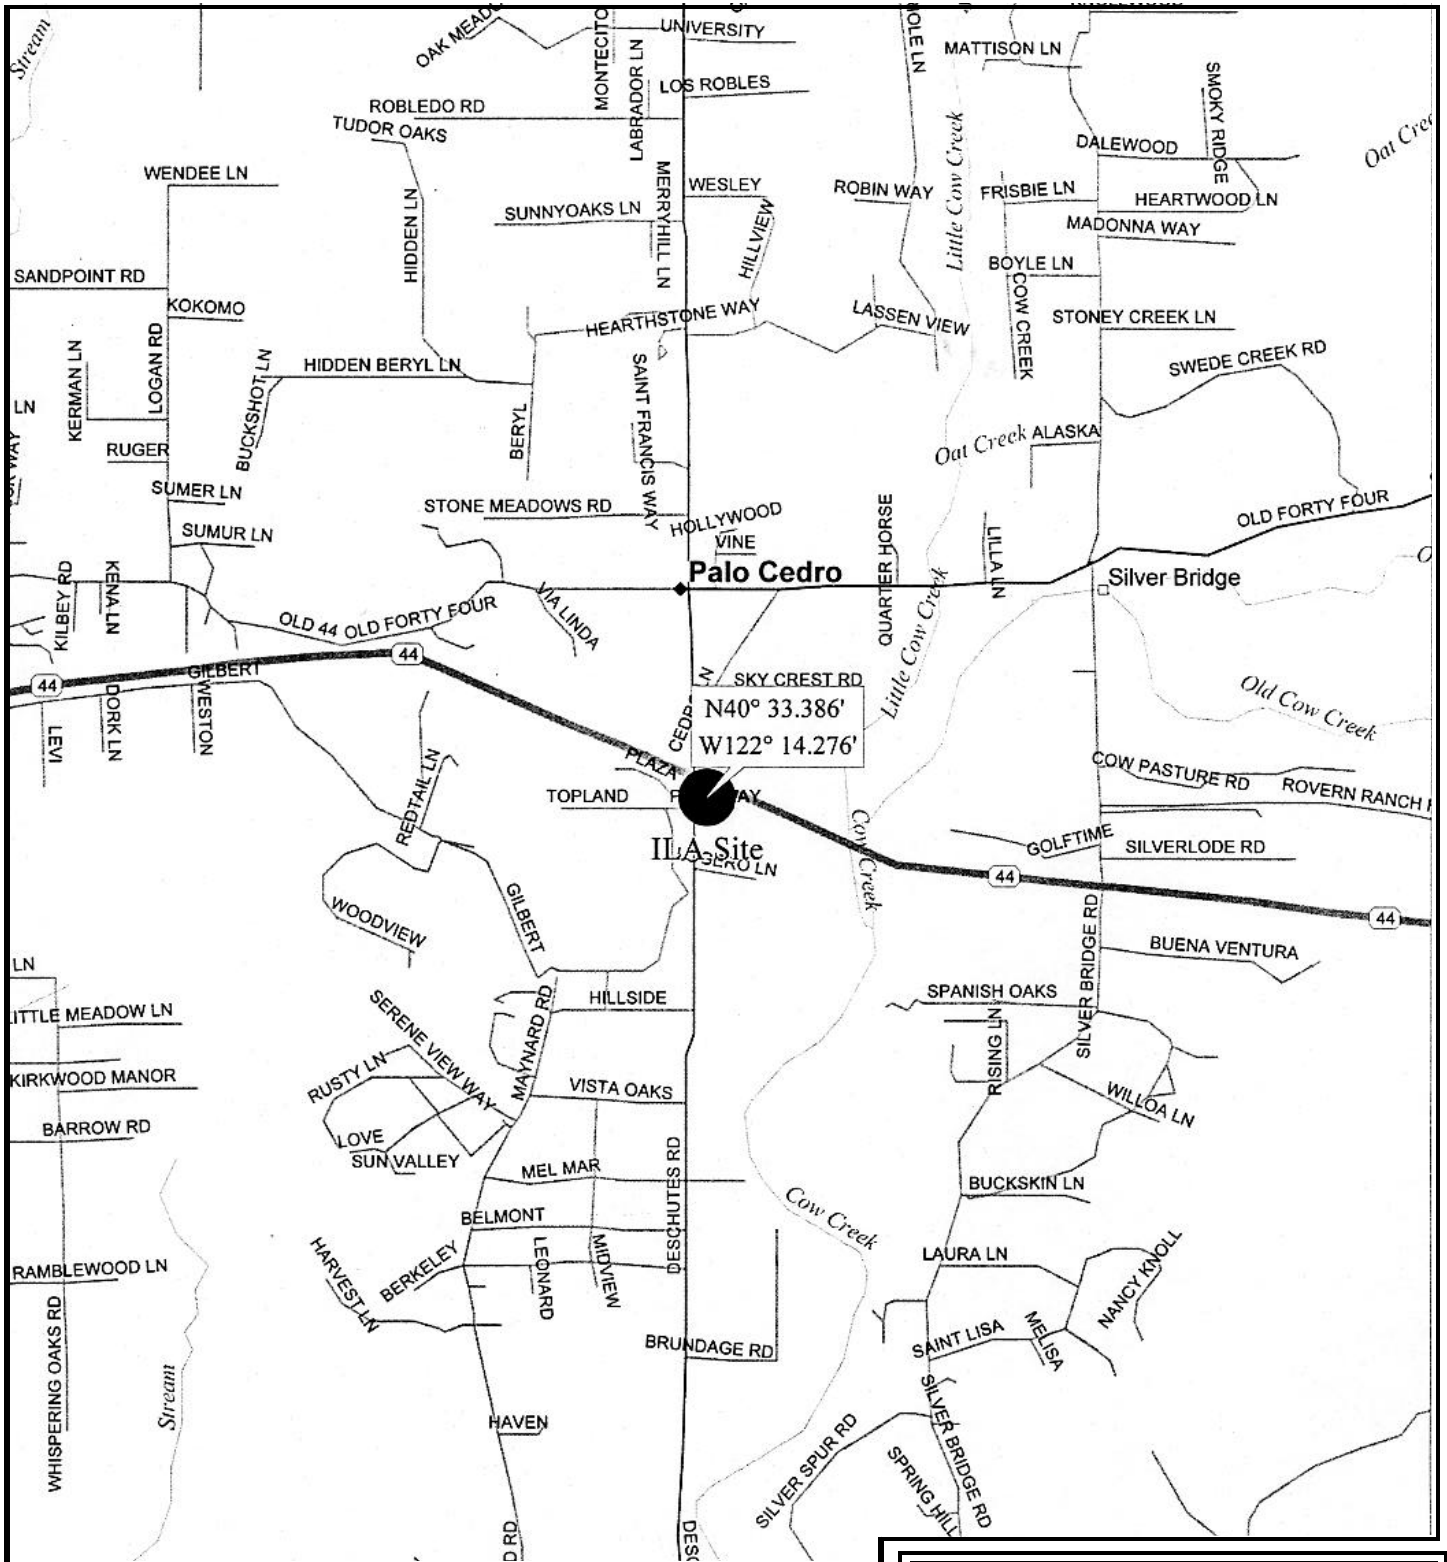 Stream
OAK MEADO
MONTECITO
UNIVERSITY
OLE LN
MATTISON LN
LABRADOR LN
LOS ROBLES
SMOKY RIDGE
ROBLEDO RD
TUDOR OAKS
Little Cow Creek
DALEWOOD
Oat Cree
WENDEE LN
MERRYHILL LN
WESLEY
ROBIN WAY
FRISBIE LN
HEARTWOOD LN
SUNNYOAKS LN
HILLVIEW
MADONNA WAY
HIDDEN LN
SANDPOINT RD
BOYLE LN
COW CREEK
KOKOMO
HEARTHSTONE WAY
LASSEN VIEW
STONEY CREEK LN
LOGAN RD
KERMAN LN
BUCKSHOT LN
HIDDEN BERYL LN
SAINT FRANCIS WAY
SWEDE CREEK RD
LN
WAY
BERYL
RUGER
Oat Creek
ALASKA
SUMER LN
STONE MEADOWS RD
HOLLYWOOD
QUARTER HORSE
OLD FORTY FOUR
SUMUR LN
VINE
LILLA LN
KILBEY RD
KENA LN
Palo Cedro
Silver Bridge
O
VIA LINDA
OLD 44 OLD FORTY FOUR
Little Cow Creek
44
44
GILBERT
DORK LN
WESTON
LEVI
SKY CREST RD
N40° 33.386'
W122° 14.276'
Old Cow Creek
PLAZA
COW PASTURE RD
ROVERN RANCH
REDTAIL LN
TOPLAND
ILA Site
Cow Creek
GOLFTIME
SILVERLODE RD
44
44
GILBERT
WOODVIEW
SILVER BRIDGE RD
BUENA VENTURA
LN
SPANISH OAKS
HILLSIDE
MAYNARD RD
RISING LN
ITTLE MEADOW LN
SERENE VIEW WAY
KIRKWOOD MANOR
RUSTY LN
VISTA OAKS
WILLOA LN
BARROW RD
LOVE
SUN VALLEY
MEL MAR
DESCHUTES RD
BUCKSKIN LN
Cow Creek
BELMONT
LAURA LN
NANCY KNOLL
HARVEST LN
BERKELEY
LEONARD
MIDVIEW
RAMBLEWOOD LN
WHISPERING OAKS RD
BRUNDAGE RD
SAINT LISA
MELISA
Stream
HAVEN
SILVER SPUR RD
SPRING HILL
SILVER BRIDGE RD
D RD
DESC